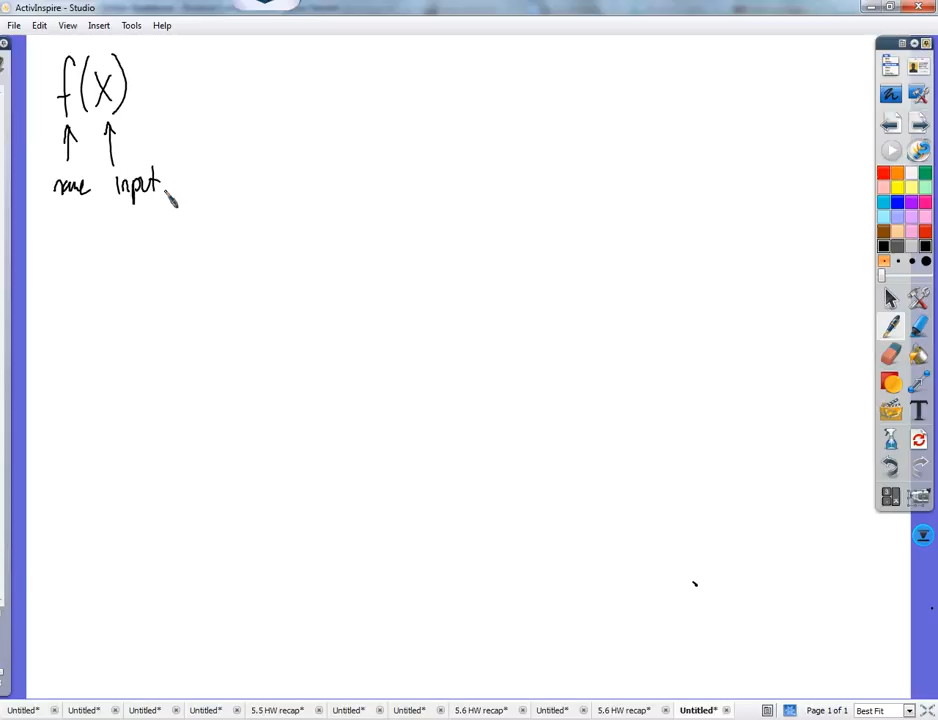 ActivInspire - Studio
File Edit View Insert Tools Help
f(x)
name input
T
Untitled* Untitled* Untitled* Untitled* 5.5 HW recap* Untitled* Untitled* 5.6 HW recap* Untitled* 5.6 HW recap* Untitled* Page 1 of 1 Best Fit